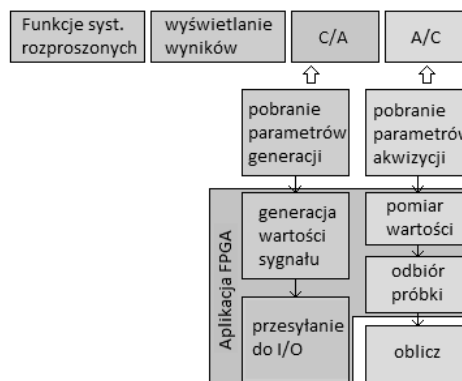 Funkcje syst.
rozproszonych
wyświetlanie
wyników
C/A
A/C
pobranie
parametrów
generacji
pobranie
parametrów
akwizycji
Aplikacja FPGA
generacja
wartości
sygnału
pomiar
wartości
odbiór
próbki
przesyłanie
do I/O
oblicz